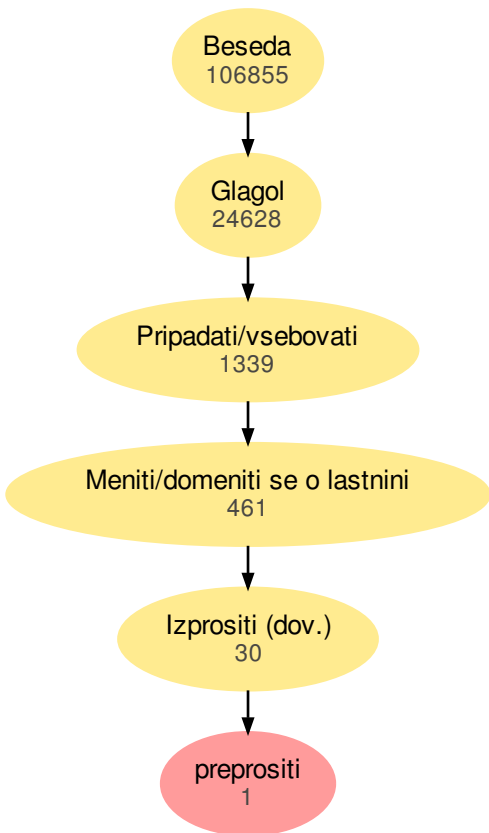 Beseda
106855
Glagol
24628
Pripadati/vsebovati
1339
Meniti/domeniti se o lastnini
461
Izprositi (dov.)
30
preprositi
1